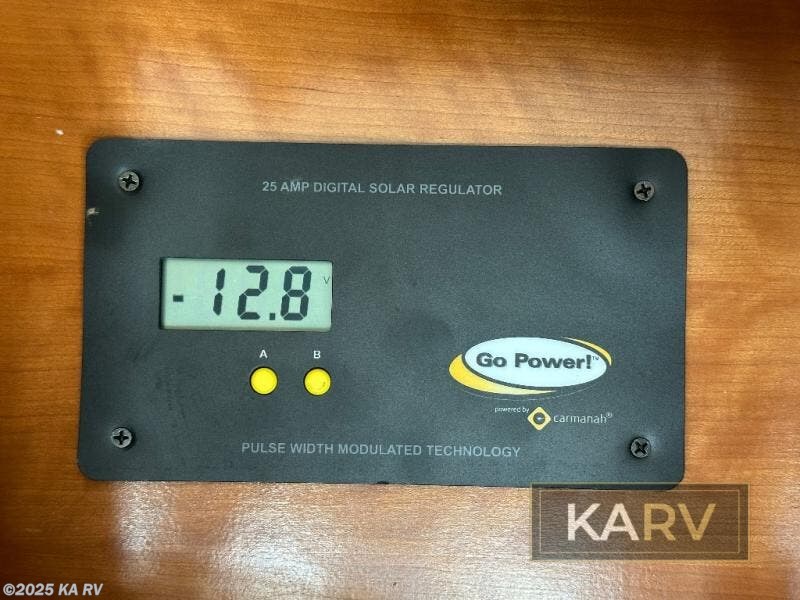 25 AMP DIGITAL SOLAR REGULATOR
-12.8 V
A B
Go Power!™
powered by carmanah®
PULSE WIDTH MODULATED TECHNOLOGY
KARV
©2025 KA RV